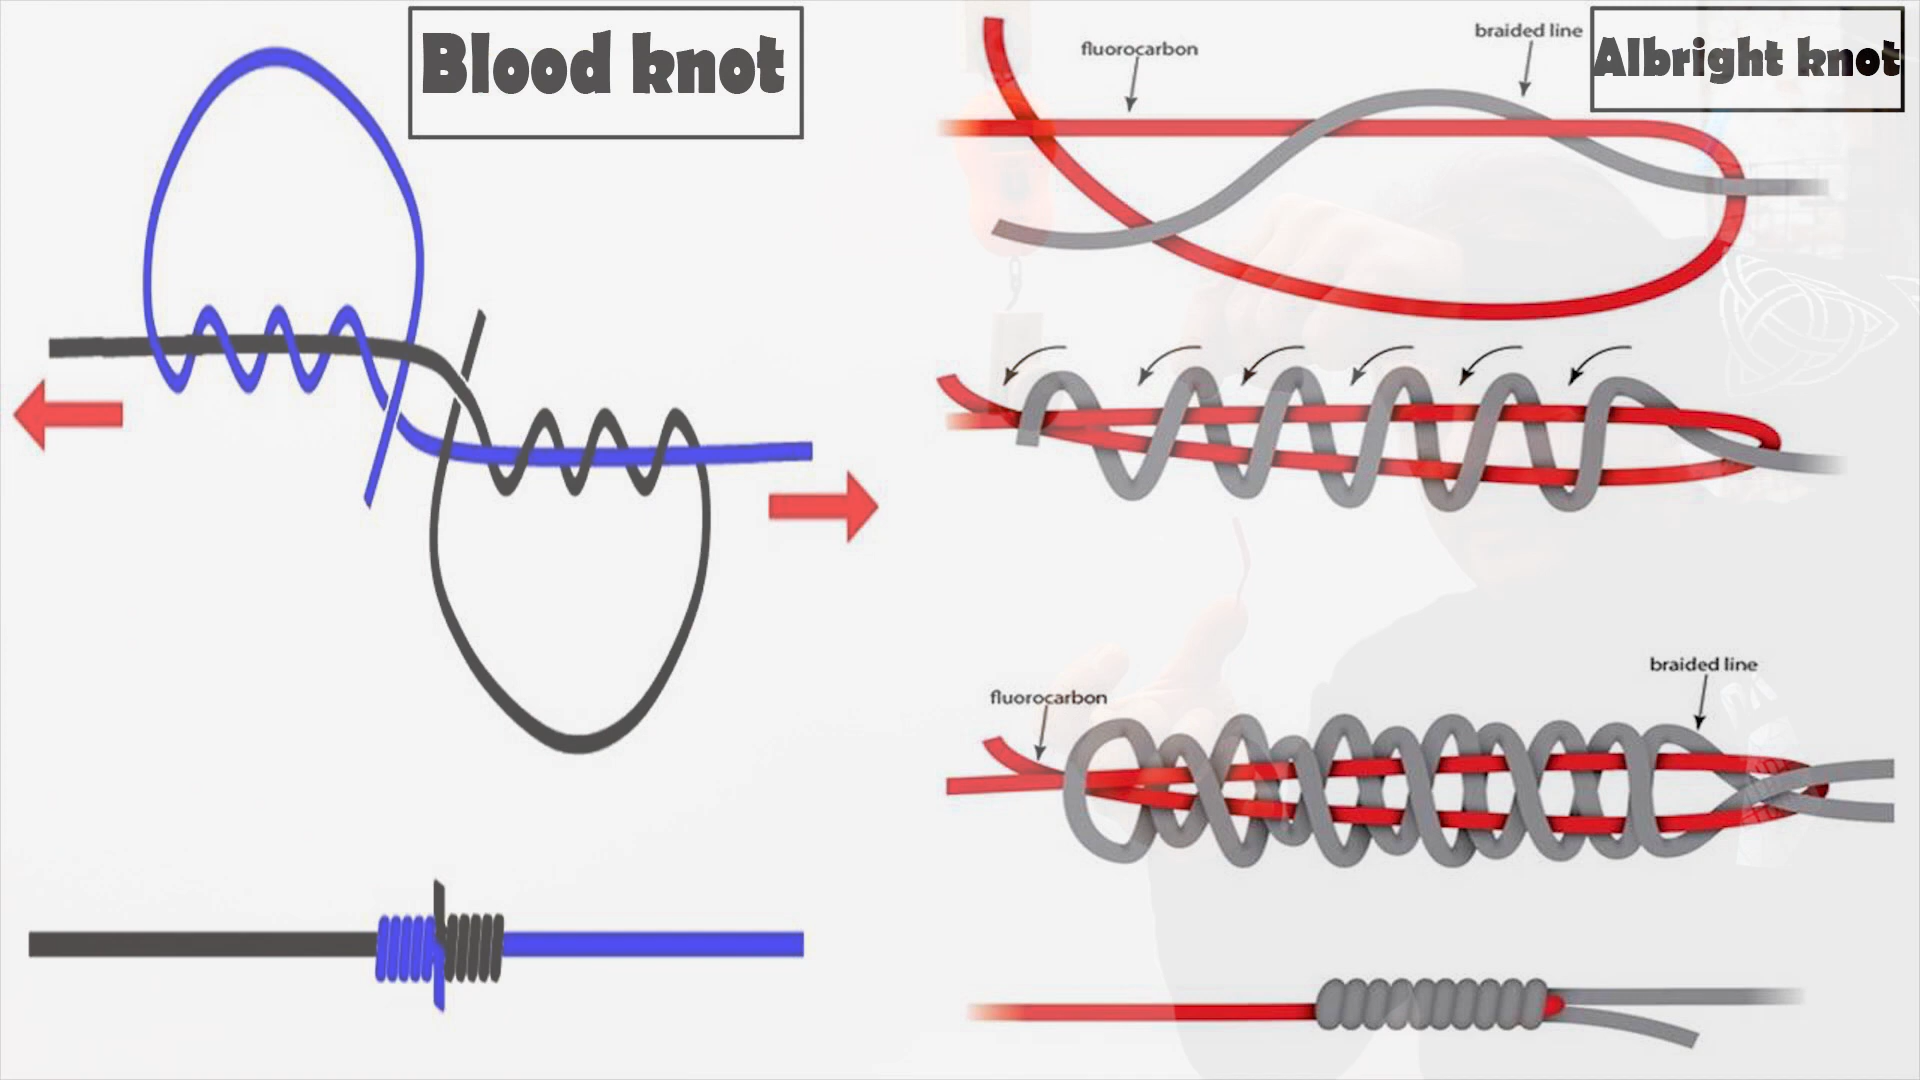 Blood knot
fluorocarbon
braided line
Albright knot
braided line
fluorocarbon